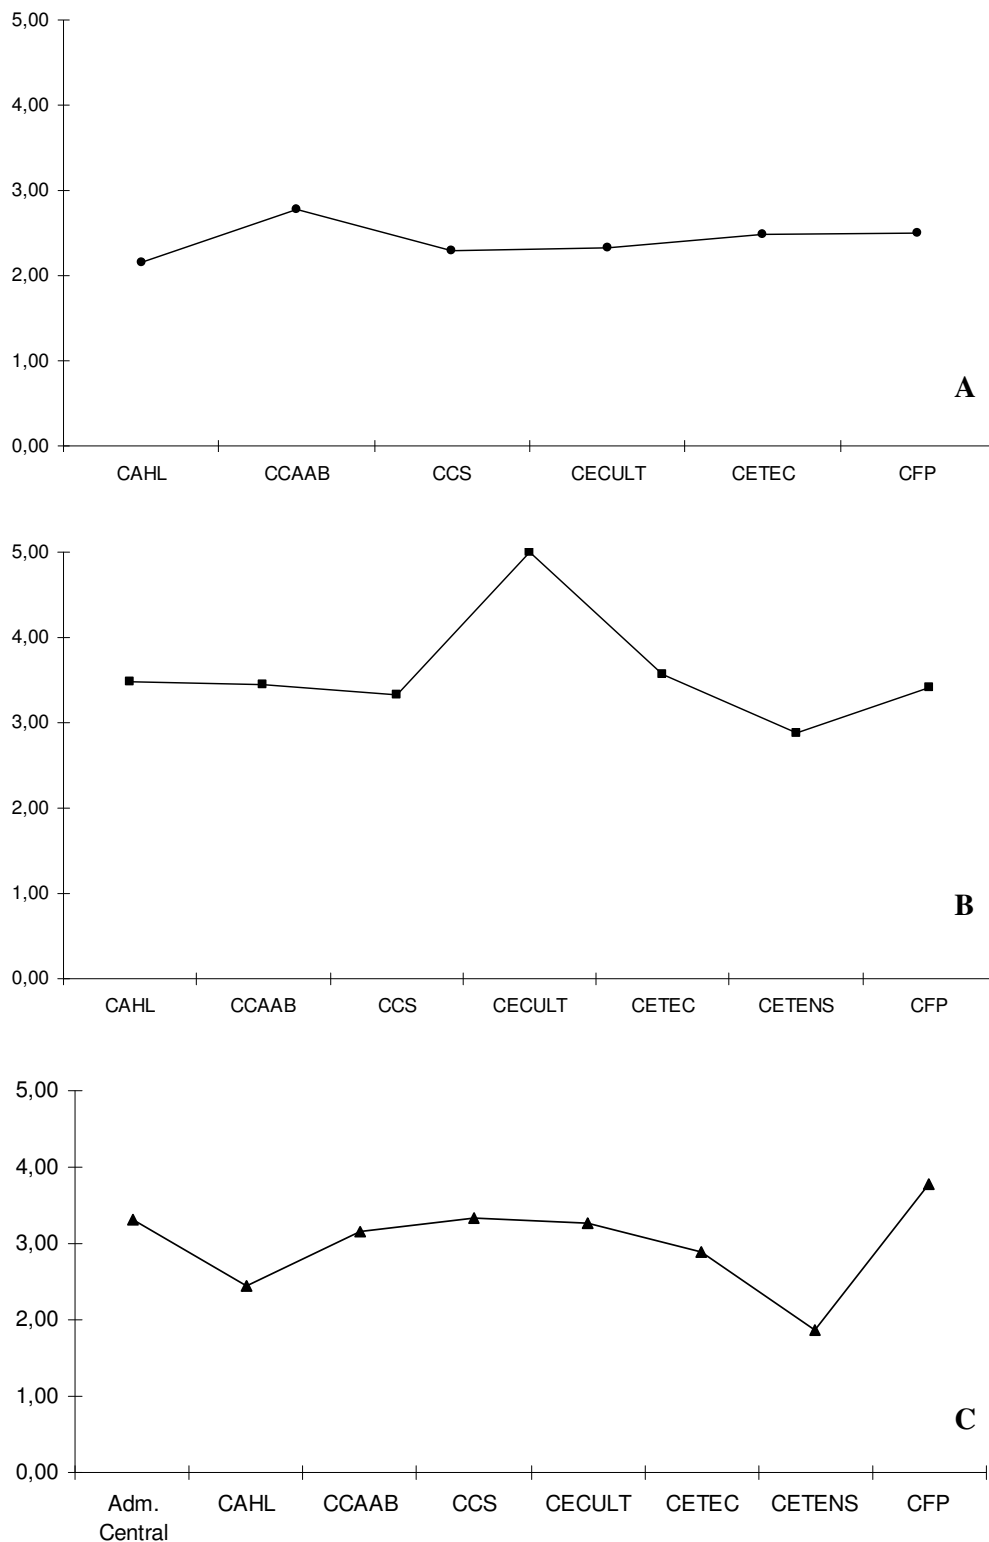 5,00
4,00
3,00
2,00
1,00
A
0,00
CAHL CCAAB CCS CECULT CETEC CFP
5,00
4,00
3,00
2,00
1,00
B
0,00
CAHL CCAAB CCS CECULT CETEC CETENS CFP
5,00
4,00
3,00
2,00
1,00
C
0,00
Adm. CAHL CCAAB CCS CECULT CETEC CETENS CFP
Central